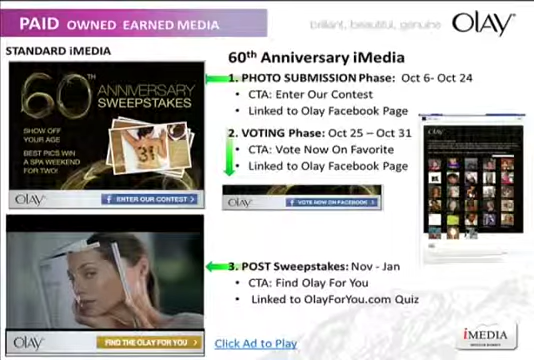 PAID OWNED EARNED MEDIA
brilliant, beautiful, genuine OLAY
STANDARD iMEDIA
60 TH
ANNIVERSARY
SWEEPSTAKES
SHOW OFF
YOUR AGE
BEST PICS WIN
A SPA WEEKEND
FOR TWO!
OLAY f ENTER OUR CONTEST >
OLAY FIND THE OLAY FOR YOU >
60th Anniversary iMedia
1. PHOTO SUBMISSION Phase: Oct 6- Oct 24
• CTA: Enter Our Contest
• Linked to Olay Facebook Page
2. VOTING Phase: Oct 25 – Oct 31
• CTA: Vote Now On Favorite
• Linked to Olay Facebook Page
OLAY f VOTE NOW ON FACEBOOK >
3. POST Sweepstakes: Nov - Jan
• CTA: Find Olay For You
• Linked to OlayForYou.com Quiz
Click Ad to Play
iMEDIA